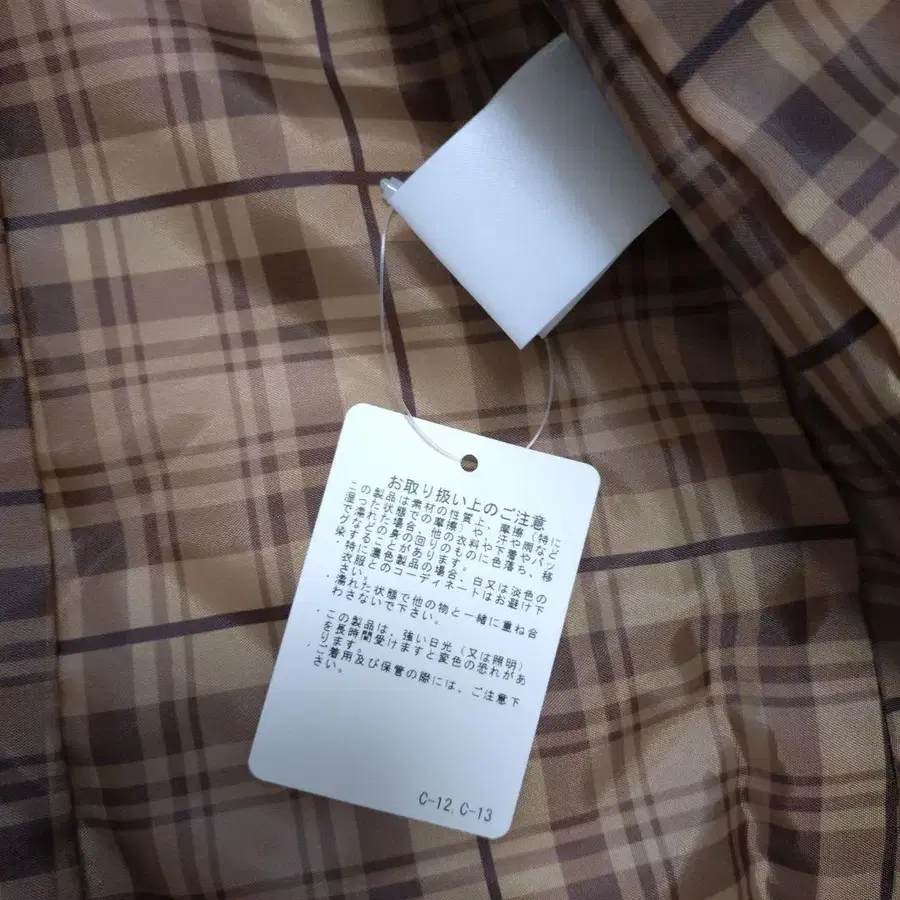 お取り扱い上のご注意
この製品は素材の性質上、摩擦（特に
湿った状態での摩擦）や、汗や雨など
で濡れた場合、他の衣料や下着やバッ
グなどの身の回りのものに色落ち、移
染することがあります。
・特に濃色製品の場合、白又は淡色の
衣服とのコーディネートはお避け下
さい。
・濡れた状態で他の物と一緒に重ね合
わさないで下さい。
・この製品は、強い日光（又は照明）
を長時間受けますと変色の恐れがあ
ります。
・ご着用及び保管の際には、ご注意下
さい。
C-12, C-13